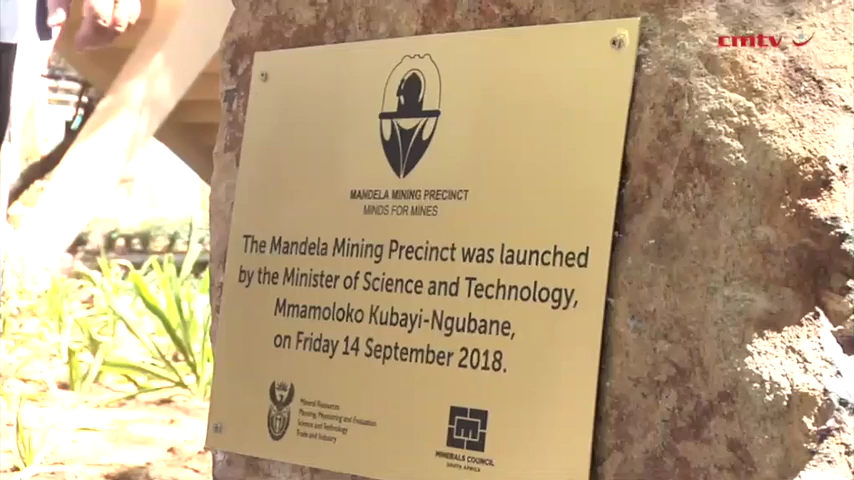 cmtv
MANDELA MINING PRECINCT
MINDS FOR MINES
The Mandela Mining Precinct was launched
by the Minister of Science and Technology,
Mmamoloko Kubayi-Ngubane,
on Friday 14 September 2018.
Mineral Resources
Planning, Monitoring and Evaluation
Science and Technology
Trade and Industry
MINERALS COUNCIL
SOUTH AFRICA